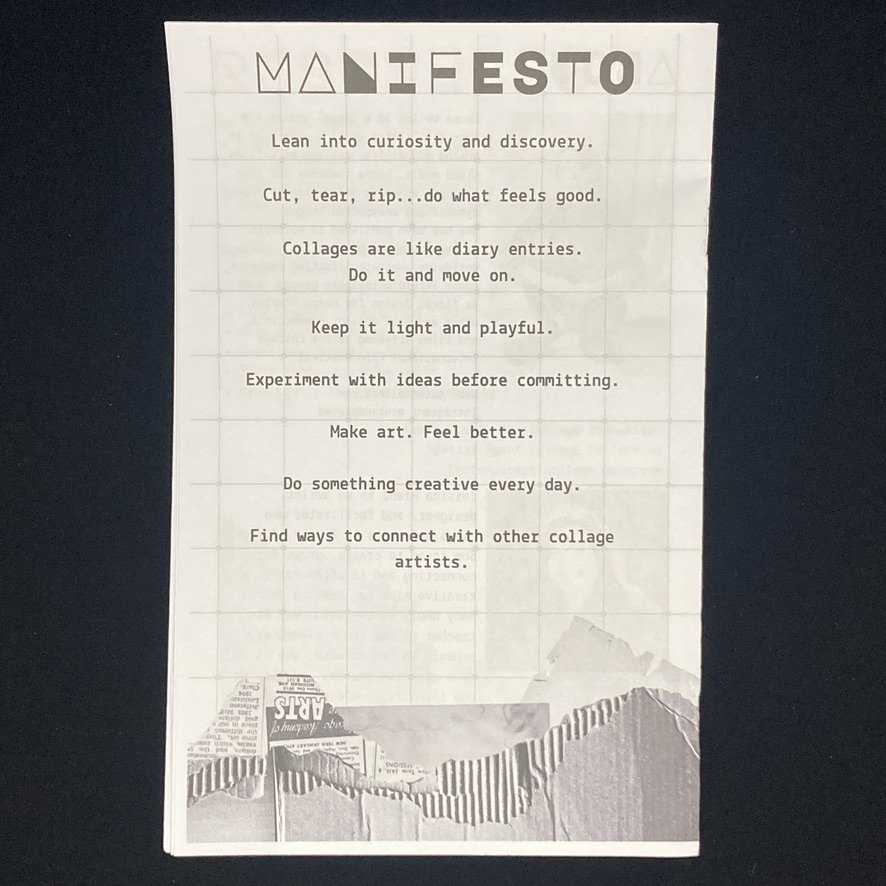 MANIFESTO
Lean into curiosity and discovery.
Cut, tear, rip...do what feels good.
Collages are like diary entries.
Do it and move on.
Keep it light and playful.
Experiment with ideas before committing.
Make art. Feel better.
Do something creative every day.
Find ways to connect with other collage
artists.
ARTS